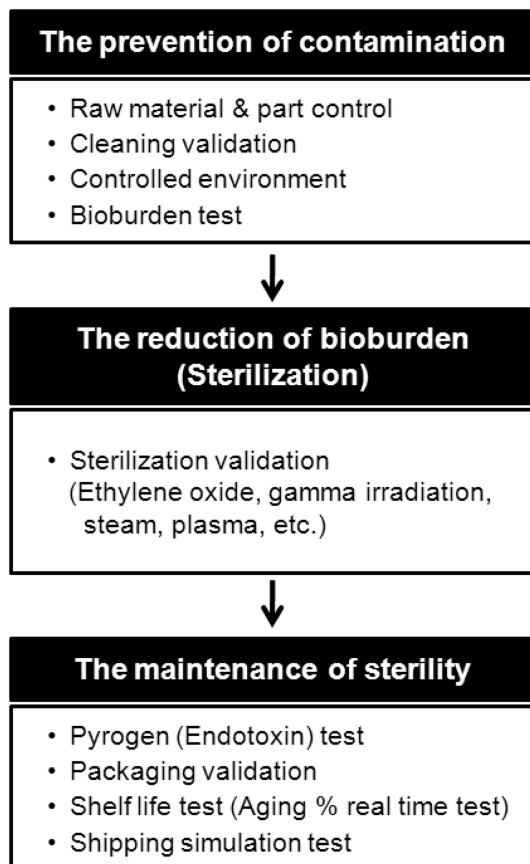 The prevention of contamination
• Raw material & part control
• Cleaning validation
• Controlled environment
• Bioburden test
The reduction of bioburden
(Sterilization)
• Sterilization validation
(Ethylene oxide, gamma irradiation,
steam, plasma, etc.)
The maintenance of sterility
• Pyrogen (Endotoxin) test
• Packaging validation
• Shelf life test (Aging % real time test)
• Shipping simulation test